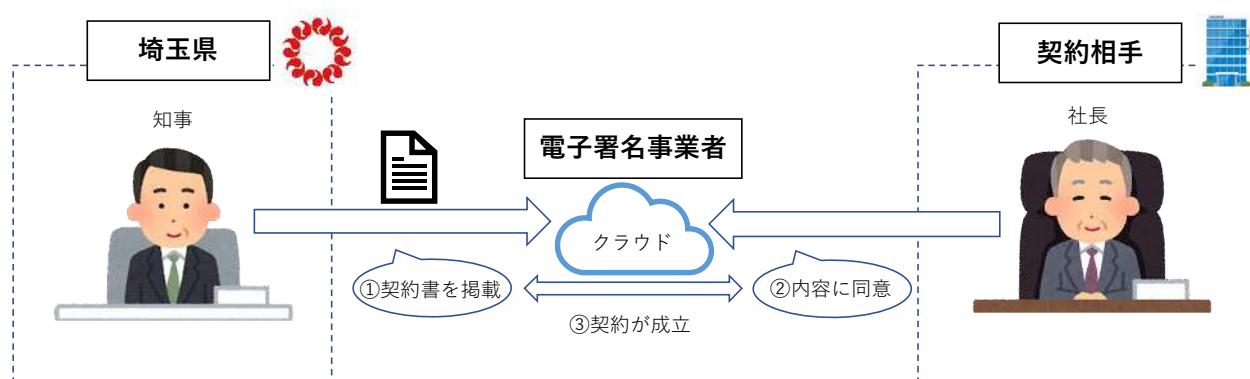 埼玉県
契約相手
知事
社長
電子署名事業者
クラウド
①契約書を掲載
②内容に同意
③契約が成立